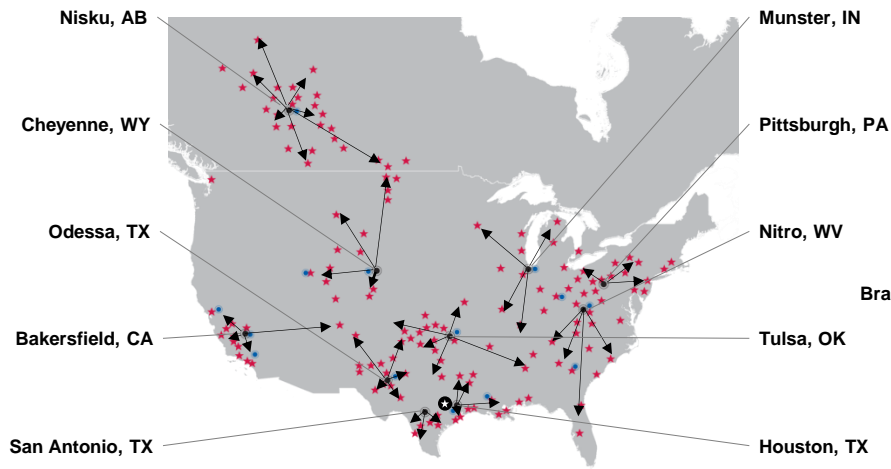 Nisku, AB
Munster, IN
Cheyenne, WY
Pittsburgh, PA
Odessa, TX
Nitro, WV
Bra
Bakersfield, CA
Tulsa, OK
San Antonio, TX
Houston, TX